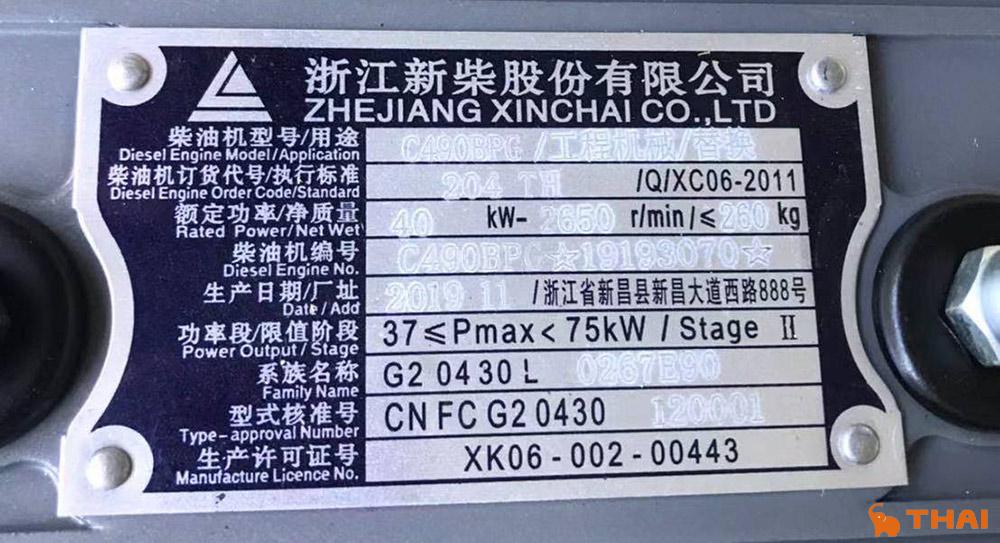 浙江新柴股份有限公司
ZHEJIANG XINCHAI CO.,LTD
柴油机型号/用途 C490BPG /工程机械/替换
Diesel Engine Model/Application
柴油机订货代号/执行标准 204 TH /Q/XC06-2011
Diesel Engine Order Code/Standard
额定功率/净质量 40 kW- 2650 r/min/≤260 kg
Rated Power/Net Wet
柴油机编号 C490BPG☆19193070☆
Diesel Engine No.
生产日期/厂址 2019 11 /浙江省新昌县新昌大道西路888号
Date/Add
功率段/限值阶段 37≤Pmax<75kW / Stage Ⅱ
Power Output/Stage
系族名称 G2 0430 L 0267E90
Family Name
型式核准号 CN FC G2 0430 120001
Type-approval Number
生产许可证号 XK06-002-00443
Manufacture Licence No.
THAI